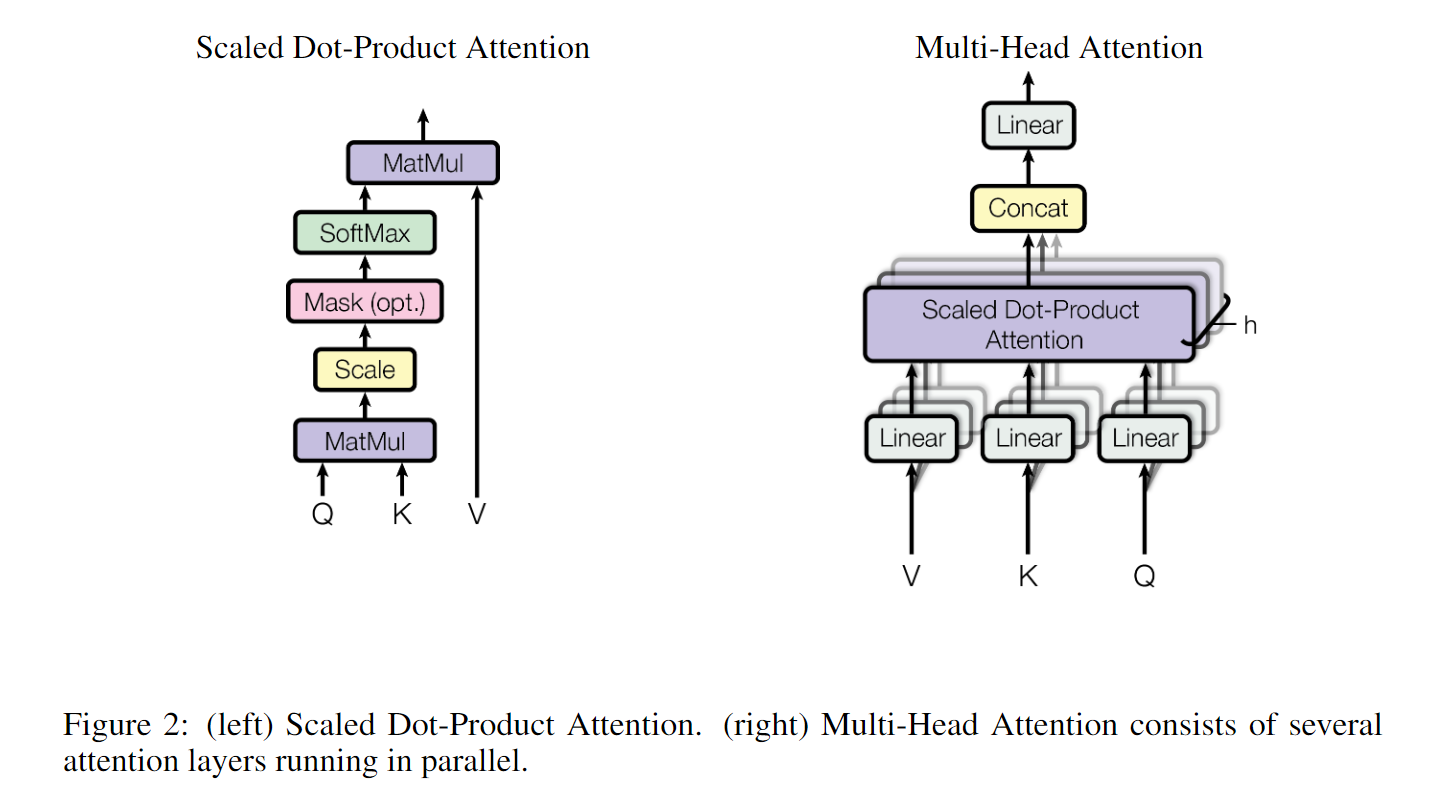 Scaled Dot-Product Attention
MatMul
SoftMax
Mask (opt.)
Scale
MatMul
Q K V
Multi-Head Attention
Linear
Concat
Scaled Dot-Product
Attention
h
Linear Linear Linear
V K Q
Figure 2: (left) Scaled Dot-Product Attention. (right) Multi-Head Attention consists of several
attention layers running in parallel.